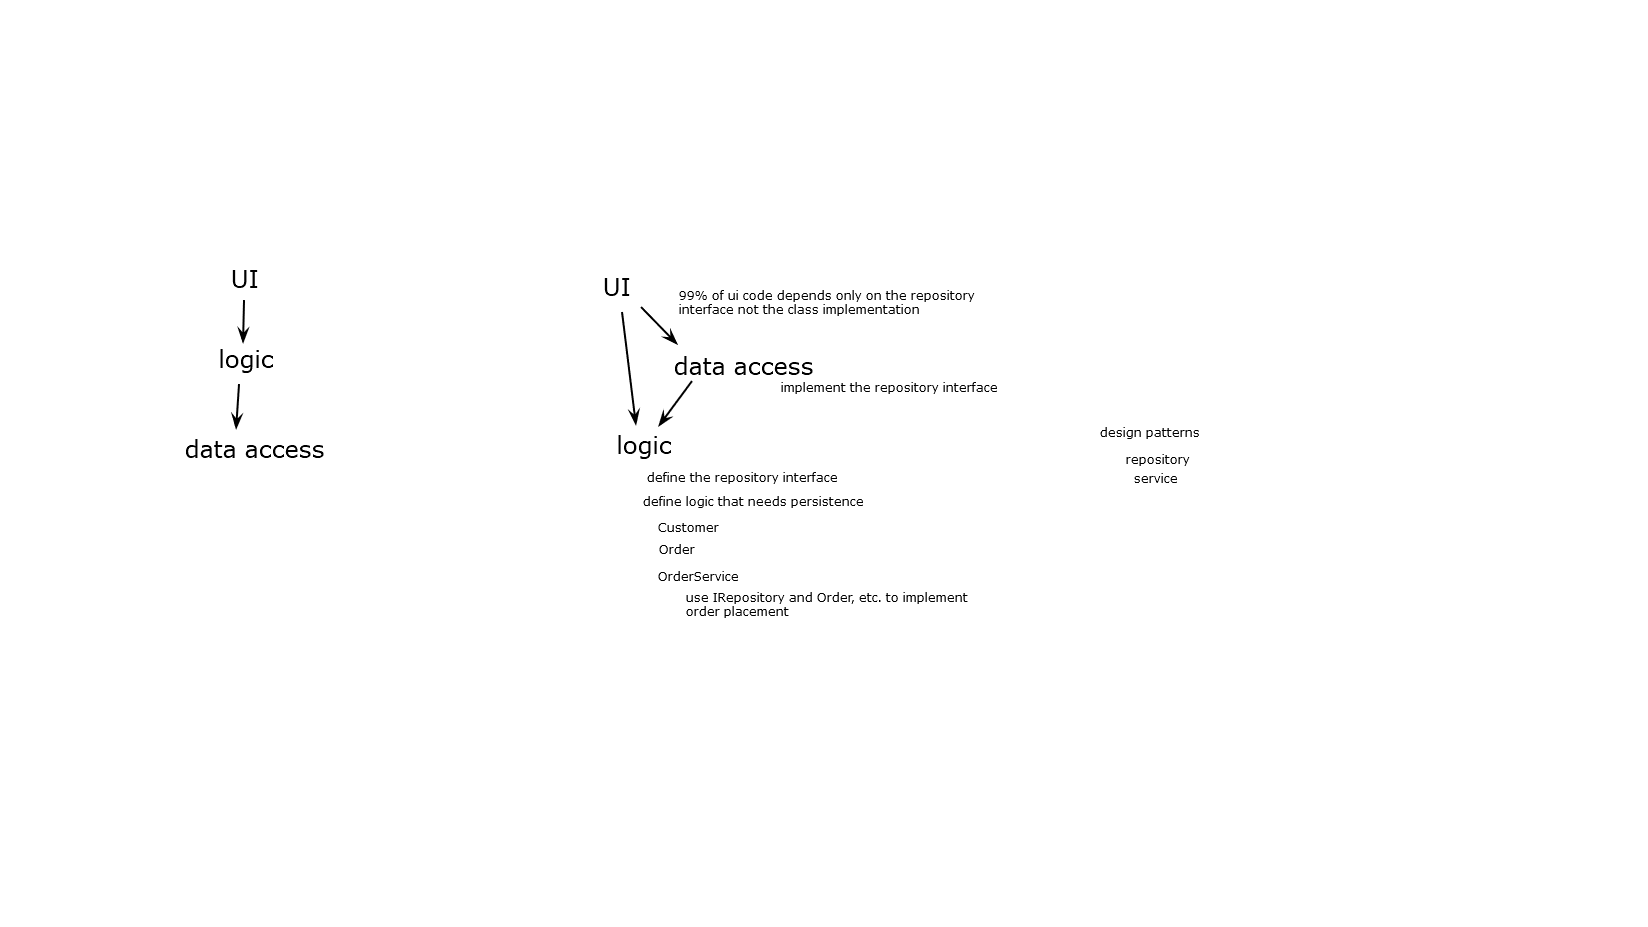 UI
logic
data access
UI
99% of ui code depends only on the repository
interface not the class implementation
data access
implement the repository interface
logic
define the repository interface
define logic that needs persistence
Customer
Order
OrderService
use IRepository and Order, etc. to implement
order placement
design patterns
repository
service